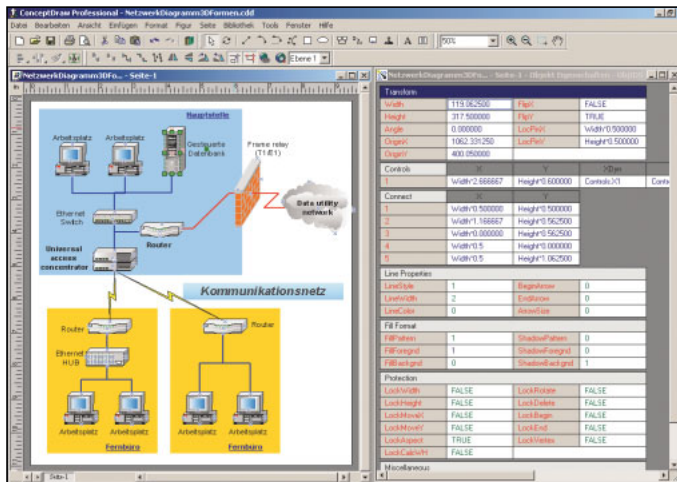 ConceptDraw Professional - NetzwerkDiagramm3DFormen.cdd
Datei Bearbeiten Ansicht Einfügen Format Figur Seite Bibliothek Tools Fenster Hilfe
50%
Ebene 1
NetzwerkDiagramm3DFo... - Seite-1
Hauptstelle
Arbeitsplatz Arbeitsplatz
Gesteuerte
Datenbank
Frame relay
(T1/E1)
Data utility
network
Ethernet
Switch
Router
Universal
access
concentrator
Kommunikationsnetz
Router
Router
Ethernet
HUB
Arbeitsplatz Arbeitsplatz
Arbeitsplatz Arbeitsplatz
Fernbüro
Fernbüro
Seite-1
NetzwerkDiagramm3DFo... - Seite-1 - Objekt Eigenschaften
Transform
Width 119.062500 FlipX FALSE
Height 317.500000 FlipY TRUE
Angle 0.000000 LocPinX Width*0.500000
OriginX 1062.331250 LocPinY Height*0.500000
OriginY 400.050000
Controls X Y XDyn
1 Width*2.666667 Height*0.600000 Controls.X1 Contr
Connect X Y
1 Width*0.500000 Height*0.500000
2 Width*1.166667 Height*0.562500
3 Width*0.000000 Height*0.562500
4 Width*0.5 Height*0.000000
5 Width*0.5 Height*1.062500
Line Properties
LineStyle 1 BeginArrow 0
LineWidth 2 EndArrow 0
LineColor 0 ArrowSize 0
Fill Format
FillPattern 1 ShadowPattern 0
FillForegnd 1 ShadowForegnd 0
FillBackgnd 0 ShadowBackgnd 1
Protection
LockWidth FALSE LockRotate FALSE
LockHeight FALSE LockDelete FALSE
LockMoveX FALSE LockBegin FALSE
LockMoveY FALSE LockEnd FALSE
LockAspect TRUE LockVertex FALSE
LockCalcWH FALSE
Miscellaneous